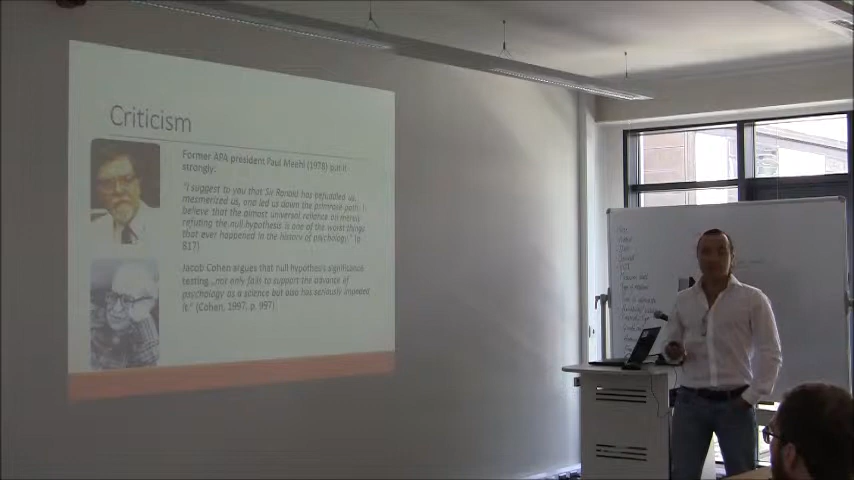 Criticism
Former APA president Paul Meehl (1978) put it
strongly:
"I suggest to you that Sir Ronald has befuddled us,
mesmerized us, and led us down the primrose path. I
believe that the almost universal reliance on merely
refuting the null hypothesis is one of the worst things
that ever happened in the history of psychology." (p.
817)
Jacob Cohen argues that null hypothesis significance
testing „not only fails to support the advance of
psychology as a science but also has seriously impeded
it." (Cohen, 1997, p. 997)